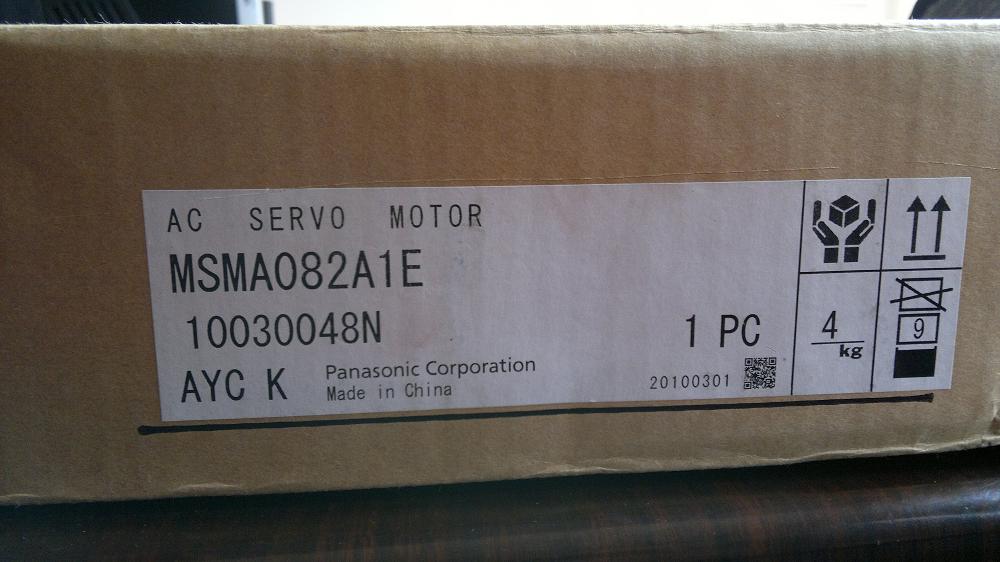 AC SERVO MOTOR
MSMA082A1E
10030048N
1 PC
AYC K
Panasonic Corporation
Made in China
20100301
4
kg
9